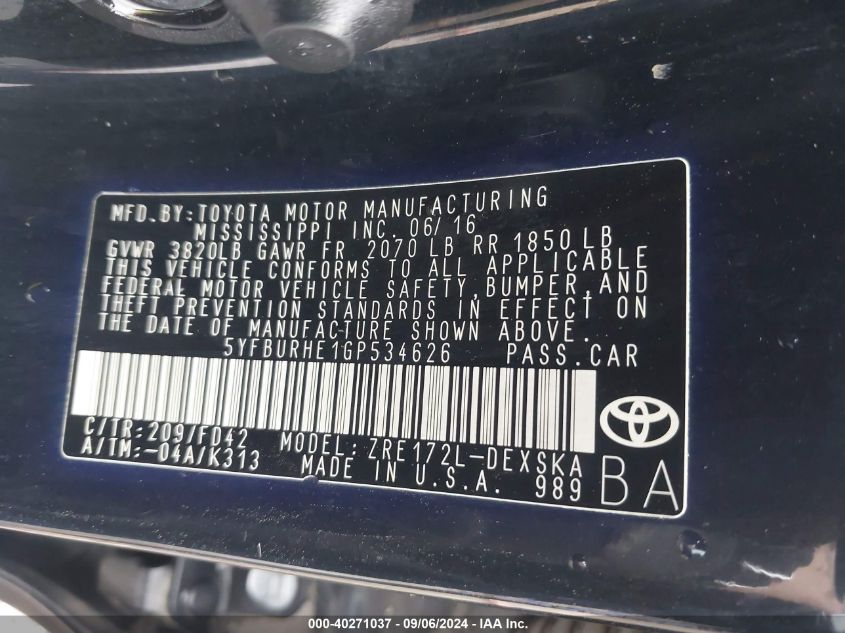 MFD.BY:TOYOTA MOTOR MANUFACTURING
MISSISSIPPI INC. 06/16
GVWR 3820LB GAWR FR 2070 LB RR 1850 LB
THIS VEHICLE CONFORMS TO ALL APPLICABLE
FEDERAL MOTOR VEHICLE SAFETY,BUMPER,AND
THEFT PREVENTION STANDARDS IN EFFECT ON
THE DATE OF MANUFACTURE SHOWN ABOVE.
5YFBURHE1GP534626 PASS.CAR
C/TR:209/FD42 MODEL:ZRE172L-DEXSKA
A/TM:-04A/K313 MADE IN U.S.A. 989 BA
000-40271037 - 09/06/2024 - IAA Inc.